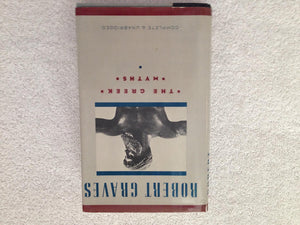 ROBERT GRAVES
• THE GREEK •
• MYTHS •
COMPLETE & UNABRIDGED